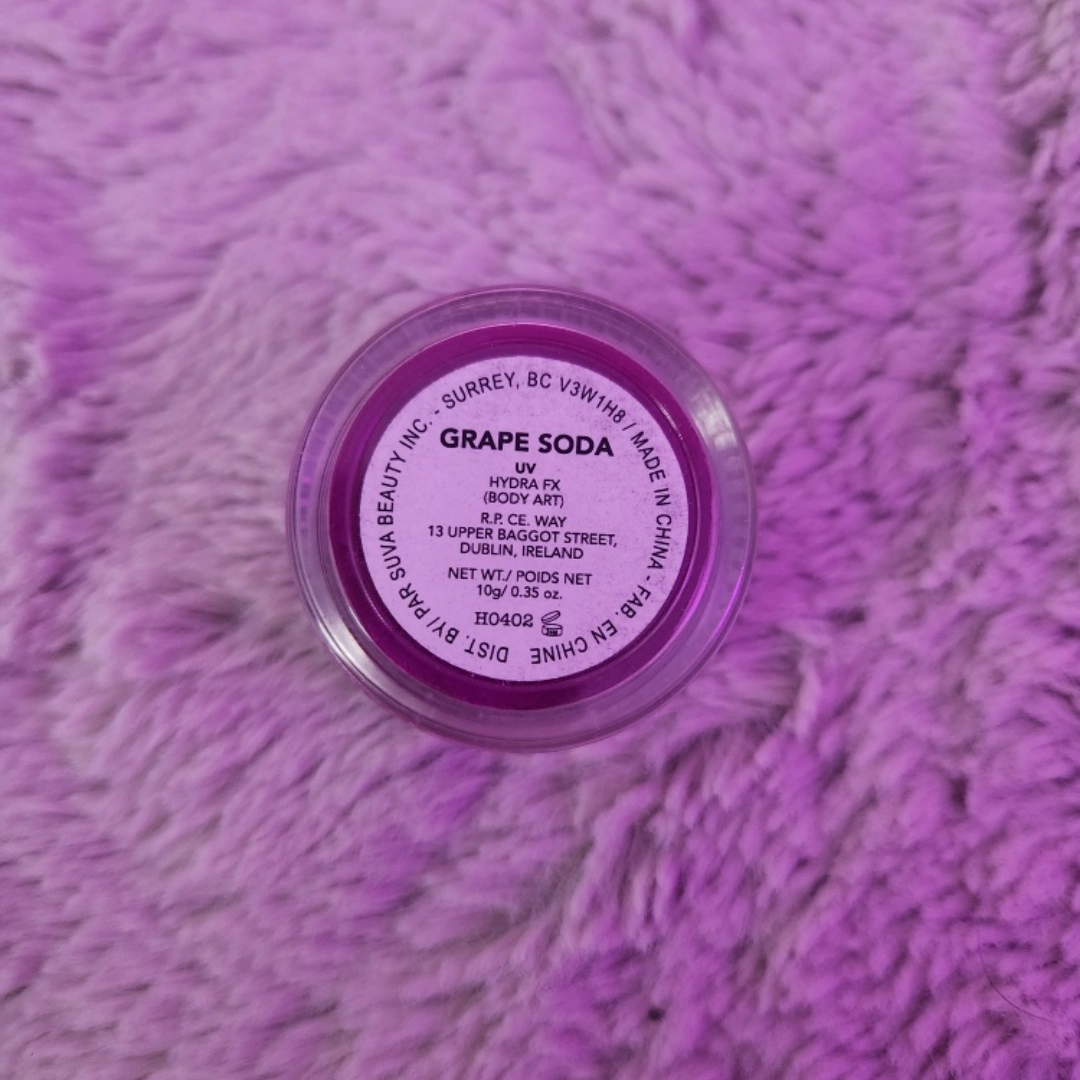 DIST. BY/ PAR SUVA BEAUTY INC. - SURREY, BC V3W1H8 / MADE IN CHINA - FAB. EN CHINE
GRAPE SODA
UV
HYDRA FX
(BODY ART)
R.P. CE. WAY
13 UPPER BAGGOT STREET,
DUBLIN, IRELAND
NET WT./ POIDS NET
10g/ 0.35 oz.
H0402